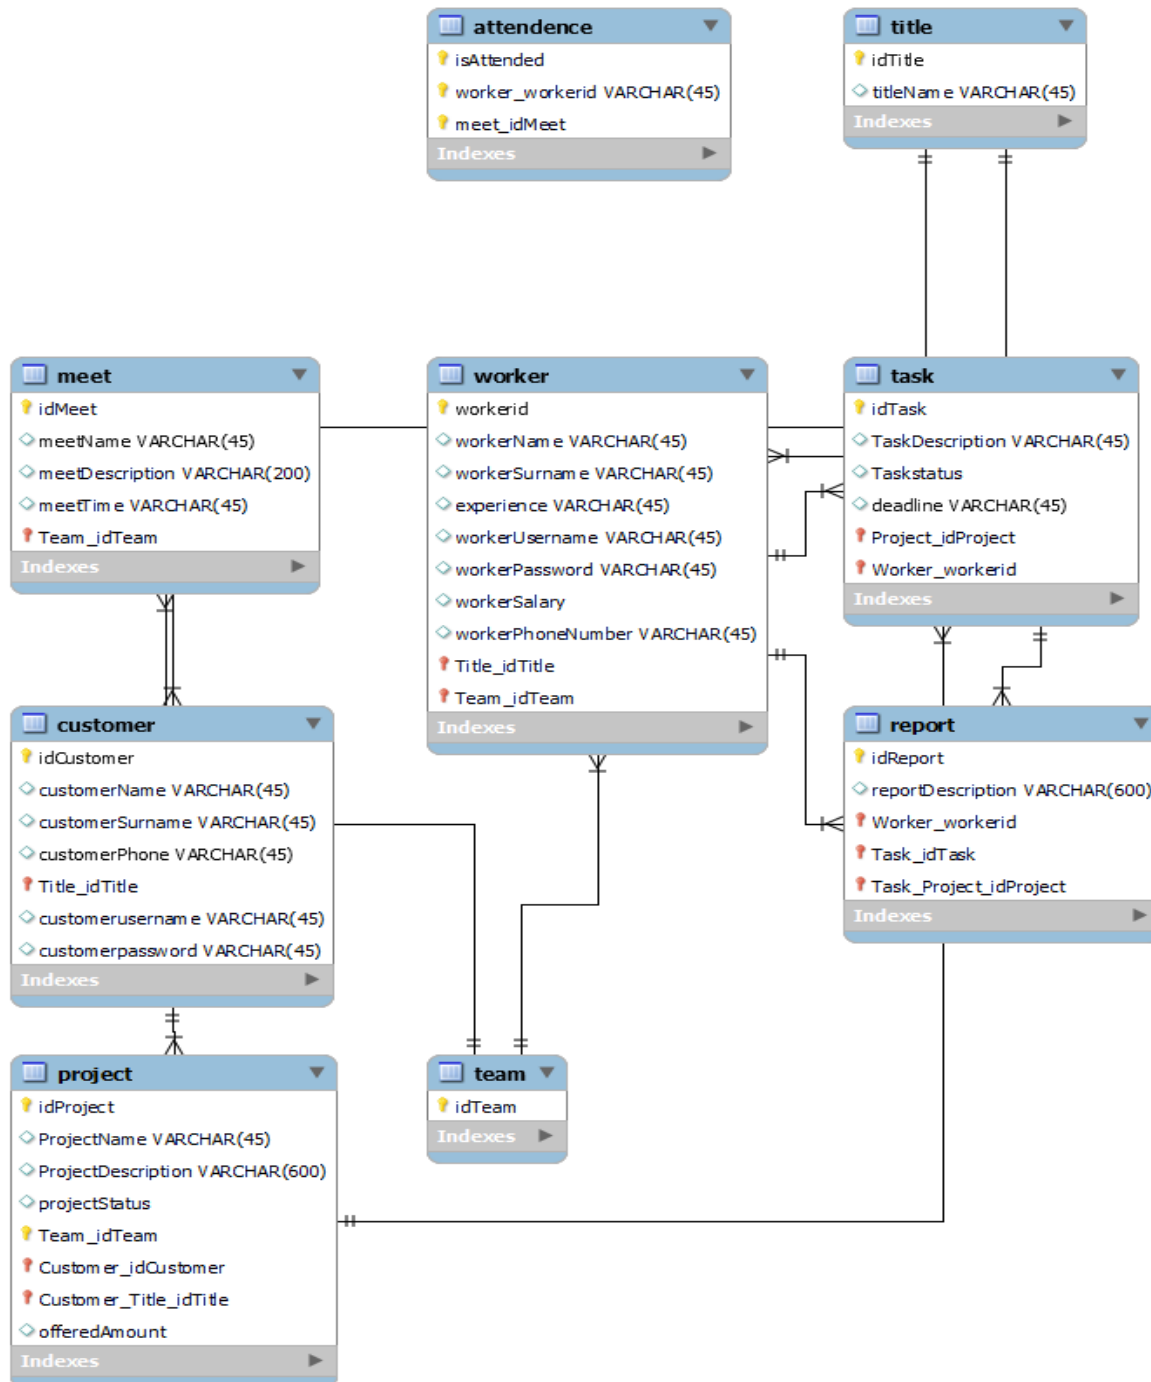 attendence
isAttended
worker_workerid VARCHAR(45)
meet_idMeet
Indexes
title
idTitle
titleName VARCHAR(45)
Indexes
meet
idMeet
meetName VARCHAR(45)
meetDescription VARCHAR(200)
meetTime VARCHAR(45)
Team_idTeam
Indexes
worker
workerid
workerName VARCHAR(45)
workerSurname VARCHAR(45)
experience VARCHAR(45)
workerUsername VARCHAR(45)
workerPassword VARCHAR(45)
workerSalary
workerPhoneNumber VARCHAR(45)
Title_idTitle
Team_idTeam
Indexes
task
idTask
TaskDescription VARCHAR(45)
Taskstatus
deadline VARCHAR(45)
Project_idProject
Worker_workerid
Indexes
customer
idCustomer
customerName VARCHAR(45)
customerSurname VARCHAR(45)
customerPhone VARCHAR(45)
Title_idTitle
customerusername VARCHAR(45)
customerpassword VARCHAR(45)
Indexes
report
idReport
reportDescription VARCHAR(600)
Worker_workerid
Task_idTask
Task_Project_idProject
Indexes
project
idProject
ProjectName VARCHAR(45)
ProjectDescription VARCHAR(600)
projectStatus
Team_idTeam
Customer_idCustomer
Customer_Title_idTitle
offeredAmount
Indexes
team
idTeam
Indexes